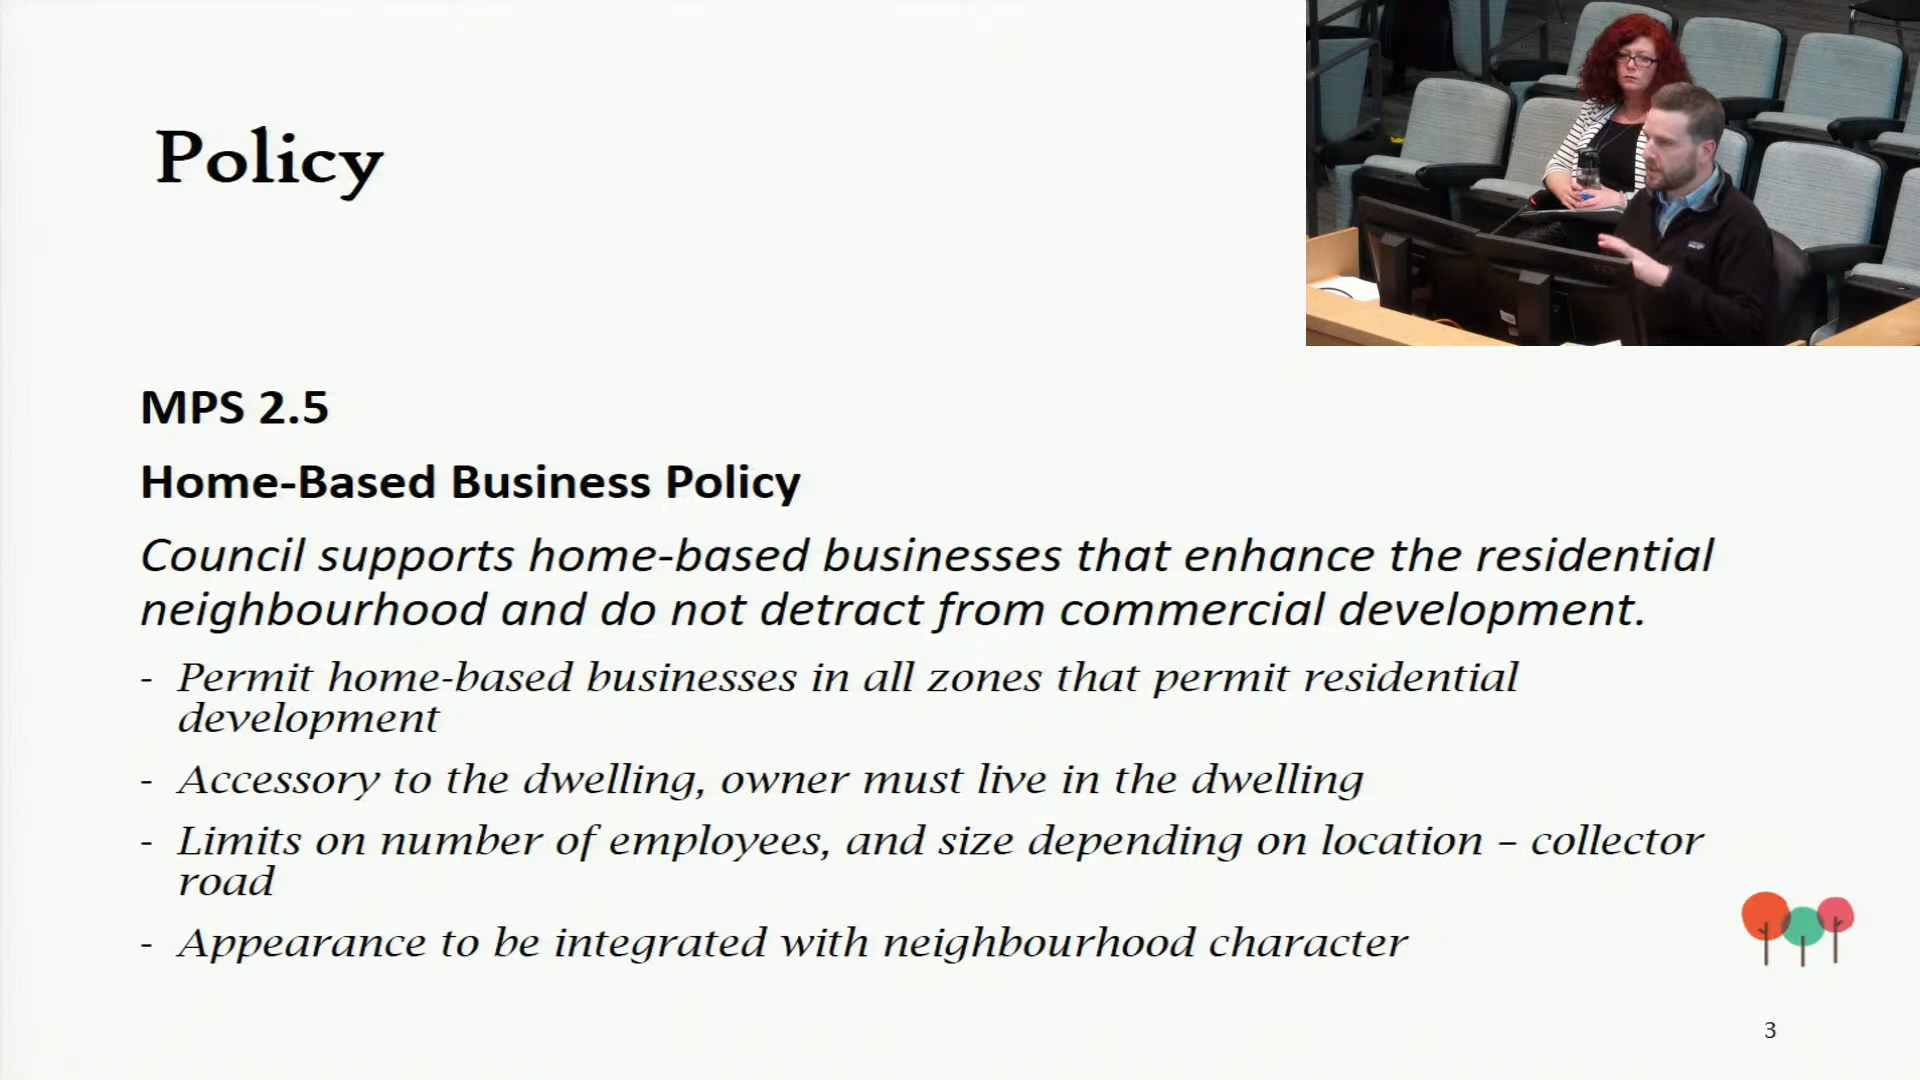 Policy
MPS 2.5
Home-Based Business Policy
Council supports home-based businesses that enhance the residential
neighbourhood and do not detract from commercial development.
- Permit home-based businesses in all zones that permit residential
development
- Accessory to the dwelling, owner must live in the dwelling
- Limits on number of employees, and size depending on location – collector
road
- Appearance to be integrated with neighbourhood character
3